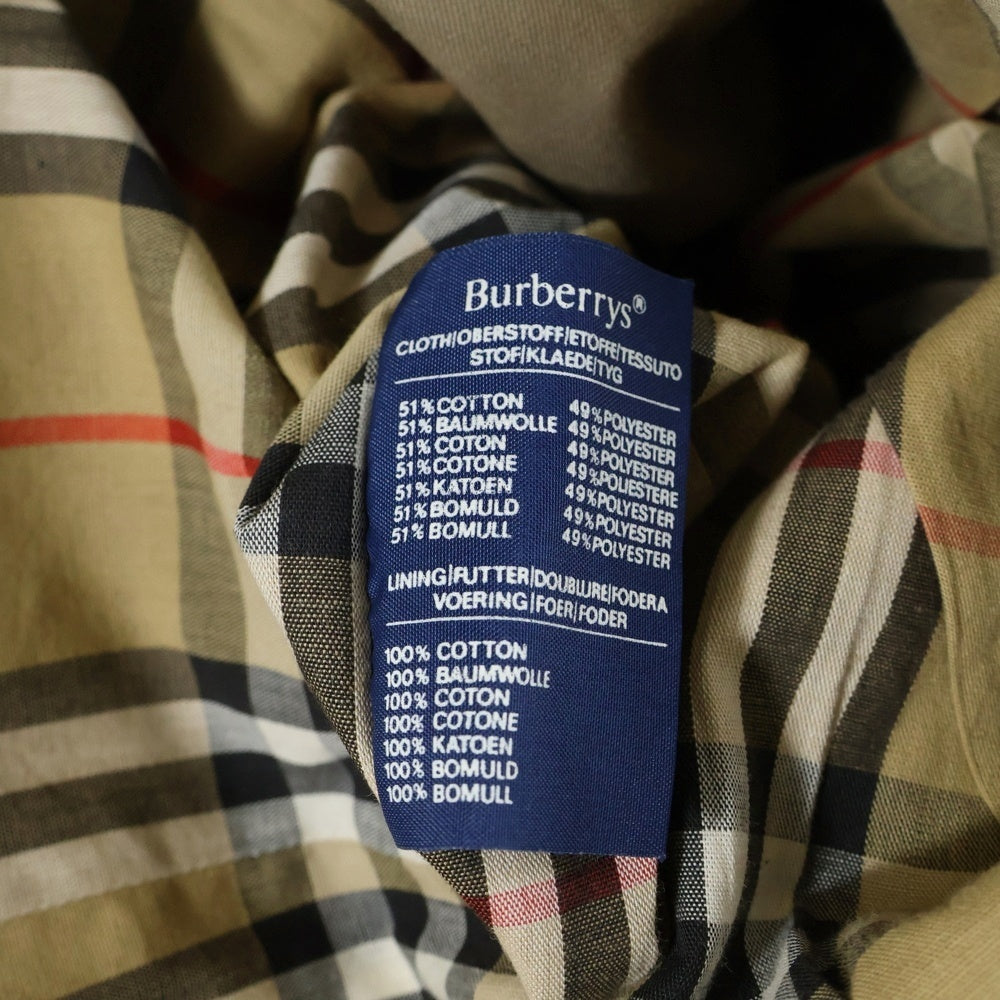 Burberrys®
CLOTH/OBERSTOFF/ETOFFE/TESSUTO
STOF/KLAEDE/TYG
51% COTTON 49% POLYESTER
51% BAUMWOLLE 49% POLYESTER
51% COTON 49% POLYESTER
51% COTONE 49% POLIESTERE
51% KATOEN 49% POLYESTER
51% BOMULD 49% POLYESTER
51% BOMULL 49% POLYESTER
LINING/FUTTER/DOUBLURE/FODERA
VOERING/FOER/FODER
100% COTTON
100% BAUMWOLLE
100% COTON
100% COTONE
100% KATOEN
100% BOMULD
100% BOMULL